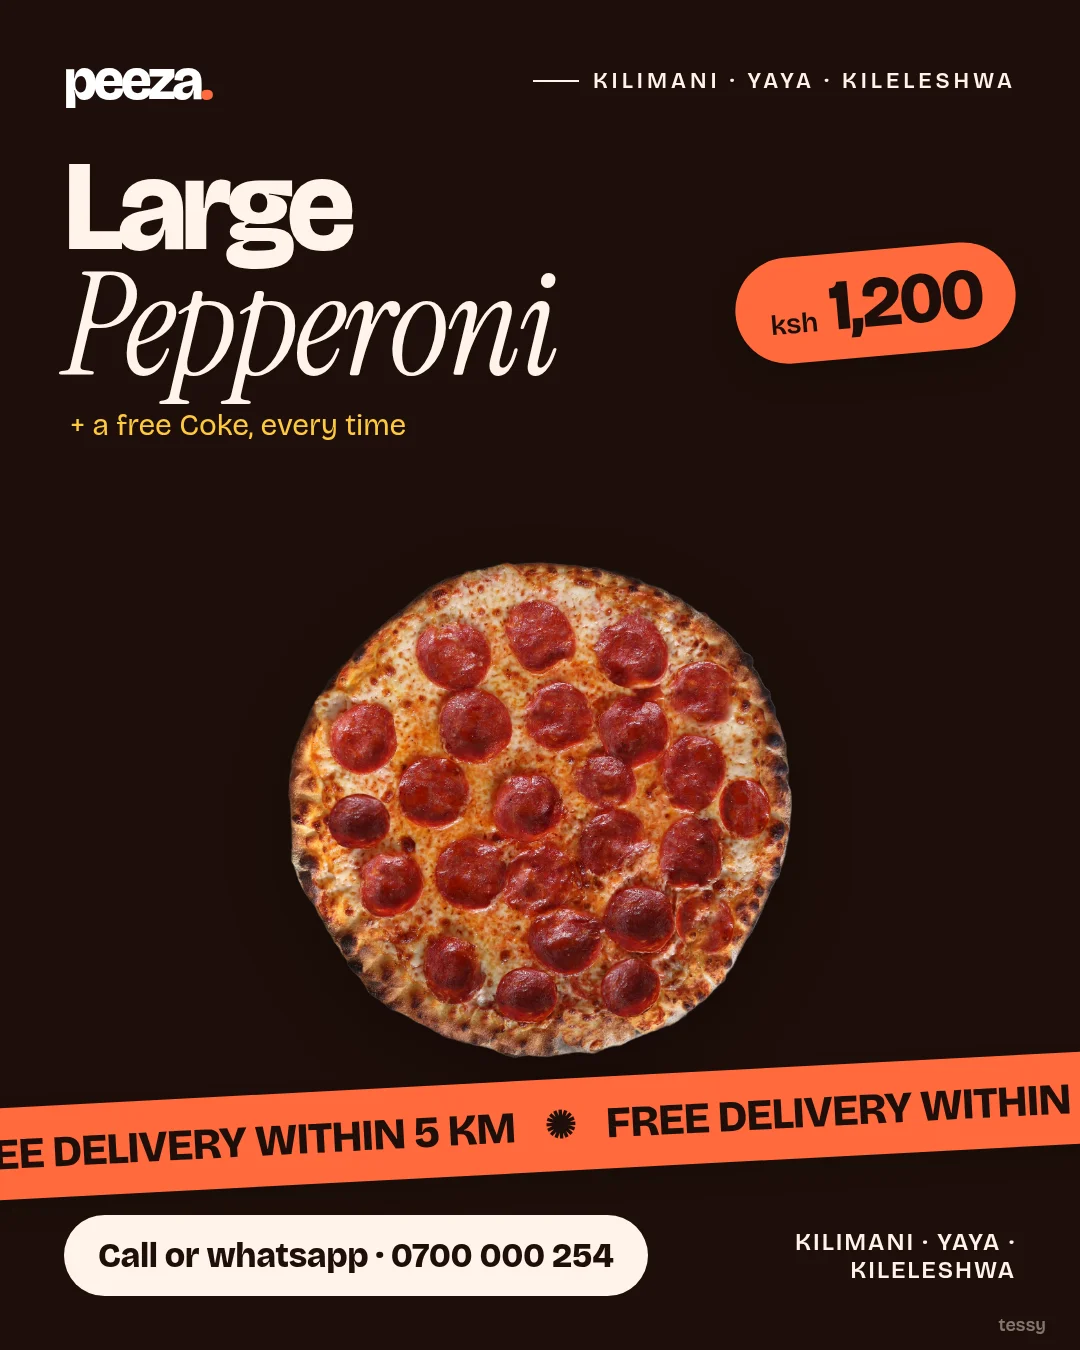 peeza.
KILIMANI · YAYA · KILELESHWA
Large
Pepperoni
ksh 1,200
+ a free Coke, every time
EE DELIVERY WITHIN 5 KM ✺ FREE DELIVERY WITHIN
Call or whatsapp · 0700 000 254
KILIMANI · YAYA ·
KILELESHWA
tessy